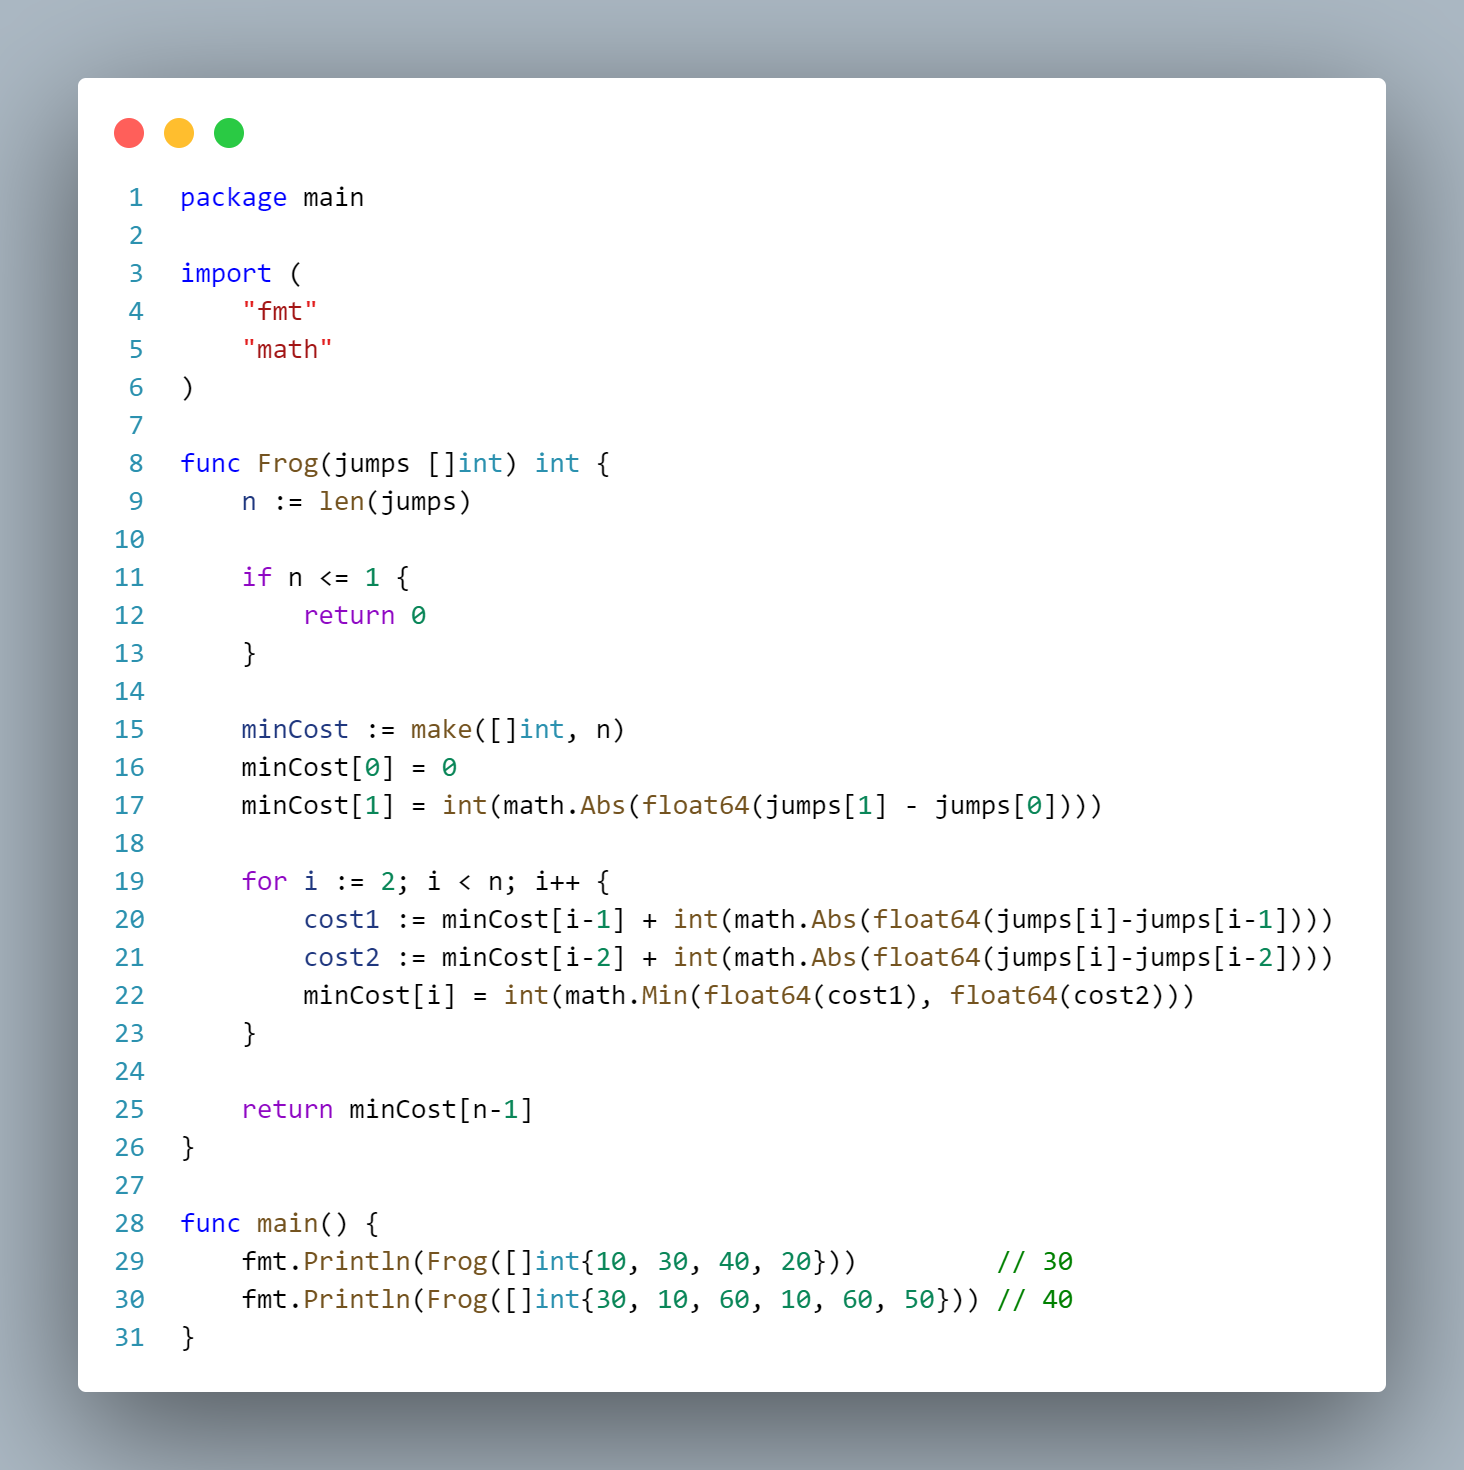 1 package main
2
3 import (
4     "fmt"
5     "math"
6 )
7
8 func Frog(jumps []int) int {
9     n := len(jumps)
10
11     if n <= 1 {
12         return 0
13     }
14
15     minCost := make([]int, n)
16     minCost[0] = 0
17     minCost[1] = int(math.Abs(float64(jumps[1] - jumps[0])))
18
19     for i := 2; i < n; i++ {
20         cost1 := minCost[i-1] + int(math.Abs(float64(jumps[i]-jumps[i-1])))
21         cost2 := minCost[i-2] + int(math.Abs(float64(jumps[i]-jumps[i-2])))
22         minCost[i] = int(math.Min(float64(cost1), float64(cost2)))
23     }
24
25     return minCost[n-1]
26 }
27
28 func main() {
29     fmt.Println(Frog([]int{10, 30, 40, 20}))         // 30
30     fmt.Println(Frog([]int{30, 10, 60, 10, 60, 50})) // 40
31 }